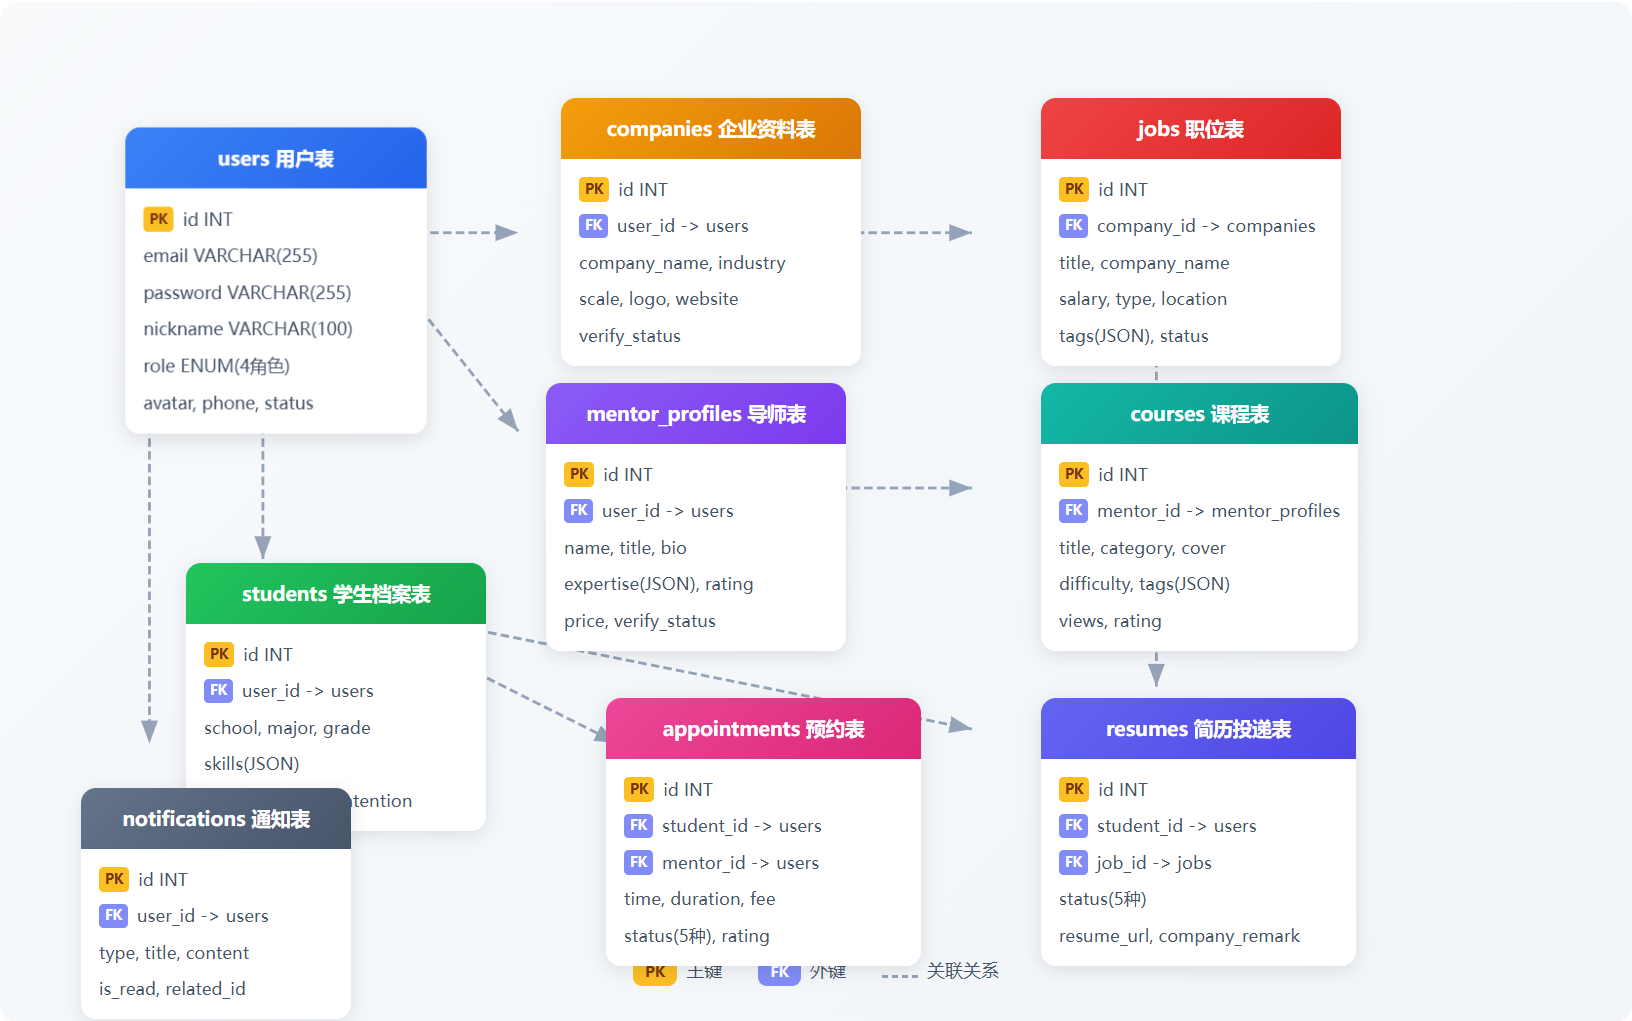 users 用户表
PK id INT
email VARCHAR(255)
password VARCHAR(255)
nickname VARCHAR(100)
role ENUM(4角色)
avatar, phone, status
companies 企业资料表
PK id INT
FK user_id -> users
company_name, industry
scale, logo, website
verify_status
jobs 职位表
PK id INT
FK company_id -> companies
title, company_name
salary, type, location
tags(JSON), status
mentor_profiles 导师表
PK id INT
FK user_id -> users
name, title, bio
expertise(JSON), rating
price, verify_status
courses 课程表
PK id INT
FK mentor_id -> mentor_profiles
title, category, cover
difficulty, tags(JSON)
views, rating
students 学生档案表
PK id INT
FK user_id -> users
school, major, grade
skills(JSON)
notifications 通知表
PK id INT
FK user_id -> users
type, title, content
is_read, related_id
appointments 预约表
PK id INT
FK student_id -> users
FK mentor_id -> users
time, duration, fee
status(5种), rating
resumes 简历投递表
PK id INT
FK student_id -> users
FK job_id -> jobs
status(5种)
resume_url, company_remark
PK 主键 FK 外键 关联关系